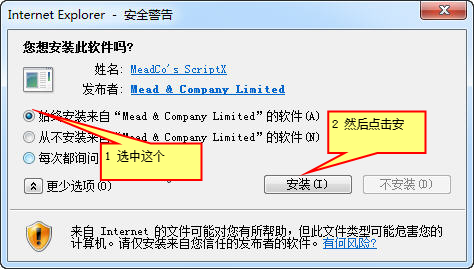 Internet Explorer - 安全警告
您想安装此软件吗?
姓名: MeadCo's ScriptX
发布者: Mead & Company Limited
始终安装来自“Mead & Company Limited”的软件(A)
从不安装来自“Mead & Company Limited”的软件(N)
每次都询问
1 选中这个
2 然后点击安
更少选项(O)
安装(I)
不安装(D)
来自 Internet 的文件可能对您有所帮助，但此文件类型可能危害您的
计算机。请仅安装来自您信任的发布者的软件。有何风险?